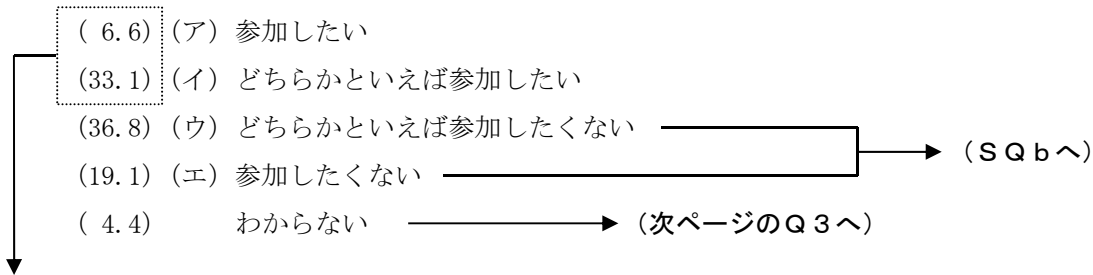 ( 6.6) (ア) 参加したい
(33.1) (イ) どちらかといえば参加したい
(36.8) (ウ) どちらかといえば参加したくない
(SQbへ)
(19.1) (エ) 参加したくない
( 4.4) わからない (次ページのQ3へ)